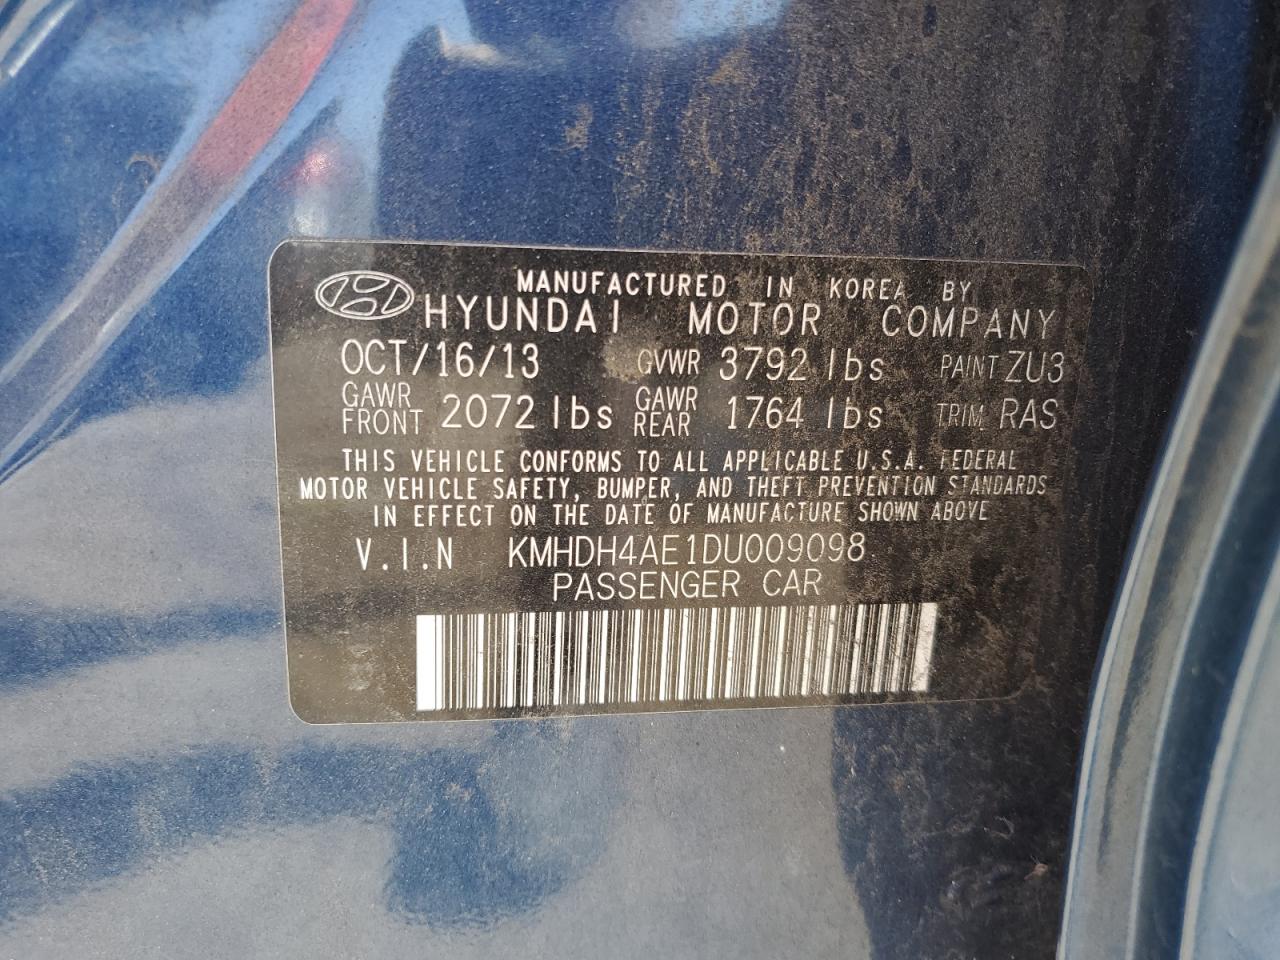 MANUFACTURED IN KOREA BY
HYUNDAI MOTOR COMPANY
OCT/16/13 GVWR 3792 lbs PAINT ZU3
GAWR FRONT 2072 lbs GAWR REAR 1764 lbs TRIM RAS
THIS VEHICLE CONFORMS TO ALL APPLICABLE U.S.A. FEDERAL
MOTOR VEHICLE SAFETY, BUMPER, AND THEFT PREVENTION STANDARDS
IN EFFECT ON THE DATE OF MANUFACTURE SHOWN ABOVE
V.I.N KMHDH4AE1DU009098
PASSENGER CAR